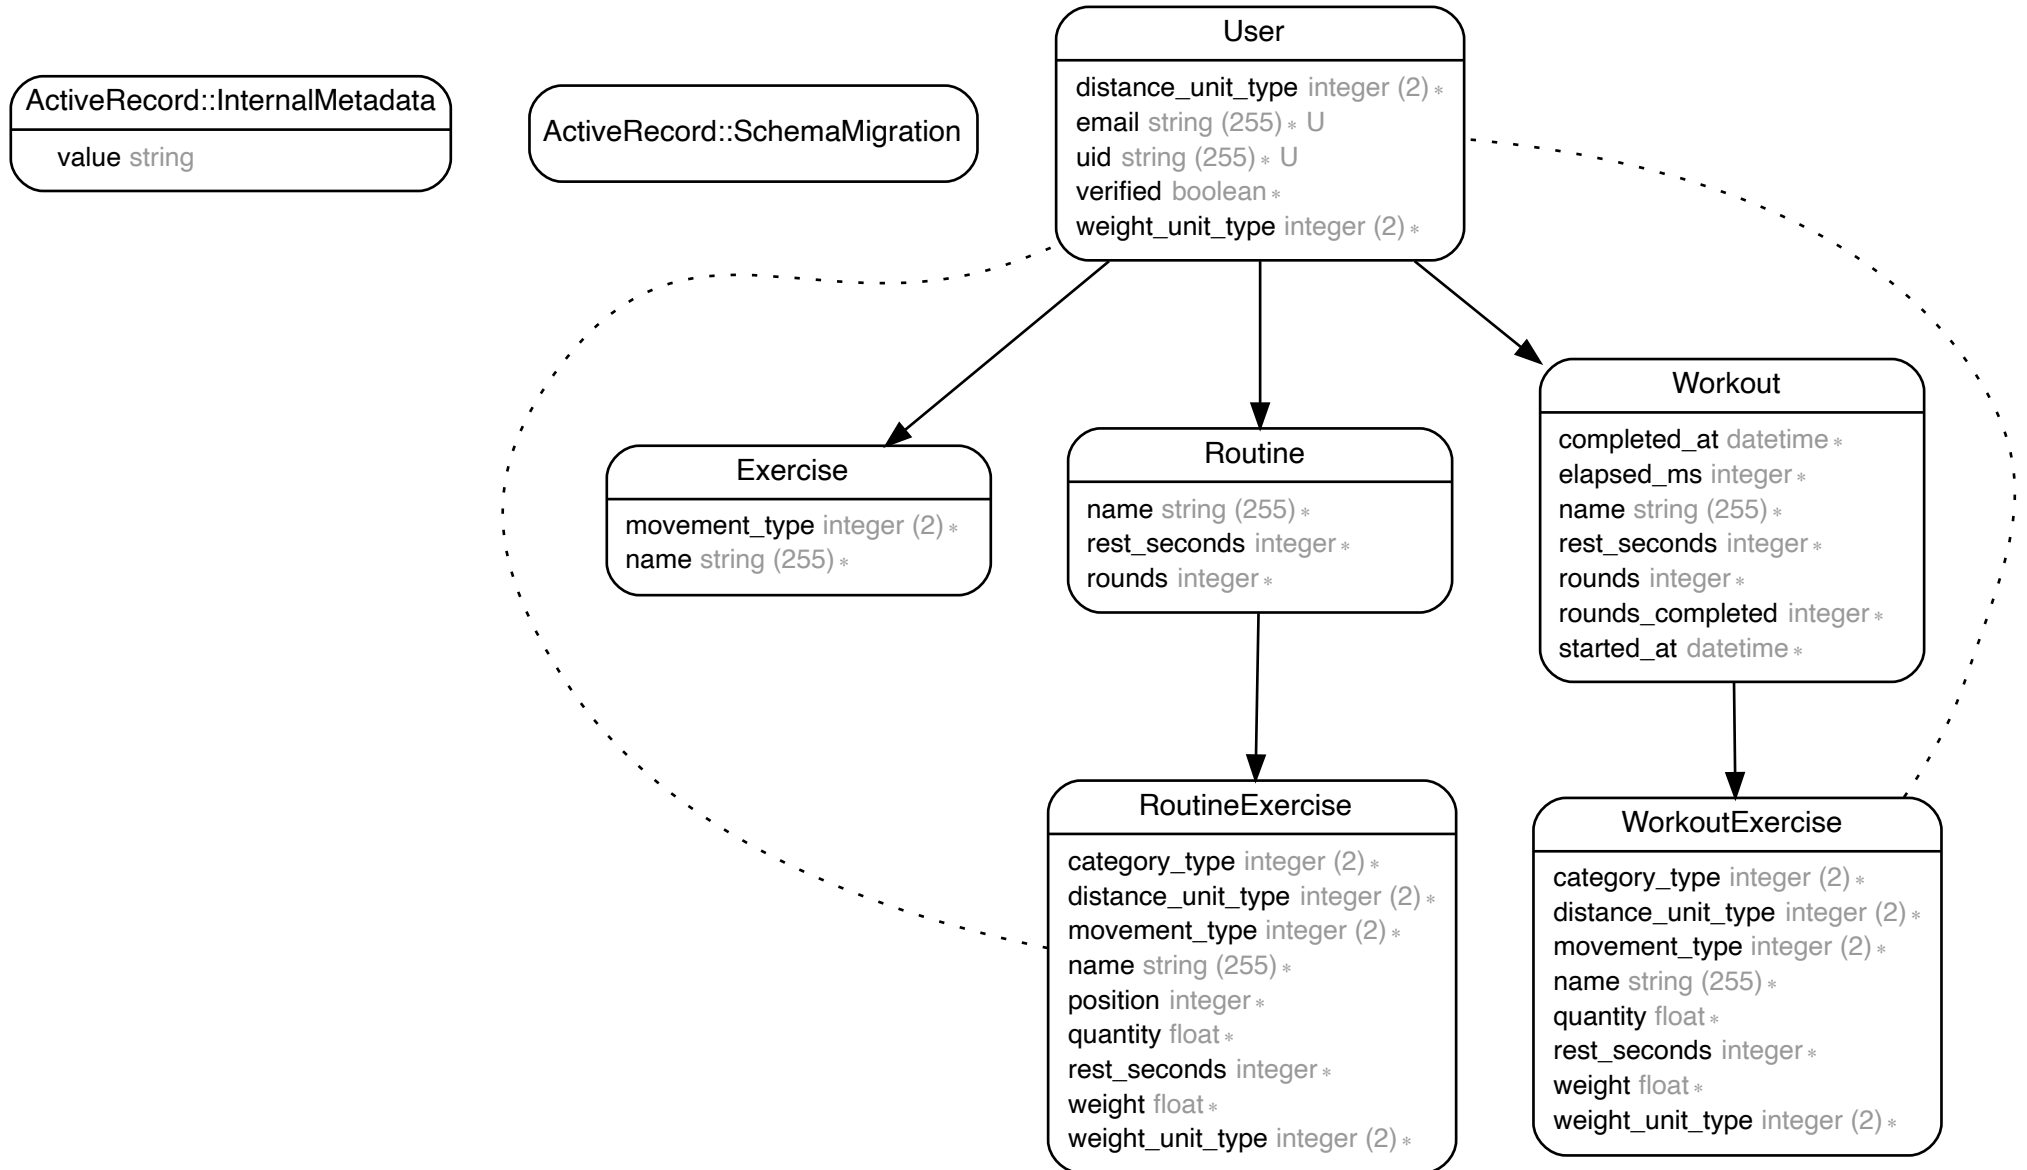 ActiveRecord::InternalMetadata
value string
ActiveRecord::SchemaMigration
User
distance_unit_type integer (2) *
email string (255) * U
uid string (255) * U
verified boolean *
weight_unit_type integer (2) *
Exercise
movement_type integer (2) *
name string (255) *
Routine
name string (255) *
rest_seconds integer *
rounds integer *
Workout
completed_at datetime *
elapsed_ms integer *
name string (255) *
rest_seconds integer *
rounds integer *
rounds_completed integer *
started_at datetime *
RoutineExercise
category_type integer (2) *
distance_unit_type integer (2) *
movement_type integer (2) *
name string (255) *
position integer *
quantity float *
rest_seconds integer *
weight float *
weight_unit_type integer (2) *
WorkoutExercise
category_type integer (2) *
distance_unit_type integer (2) *
movement_type integer (2) *
name string (255) *
quantity float *
rest_seconds integer *
weight float *
weight_unit_type integer (2) *